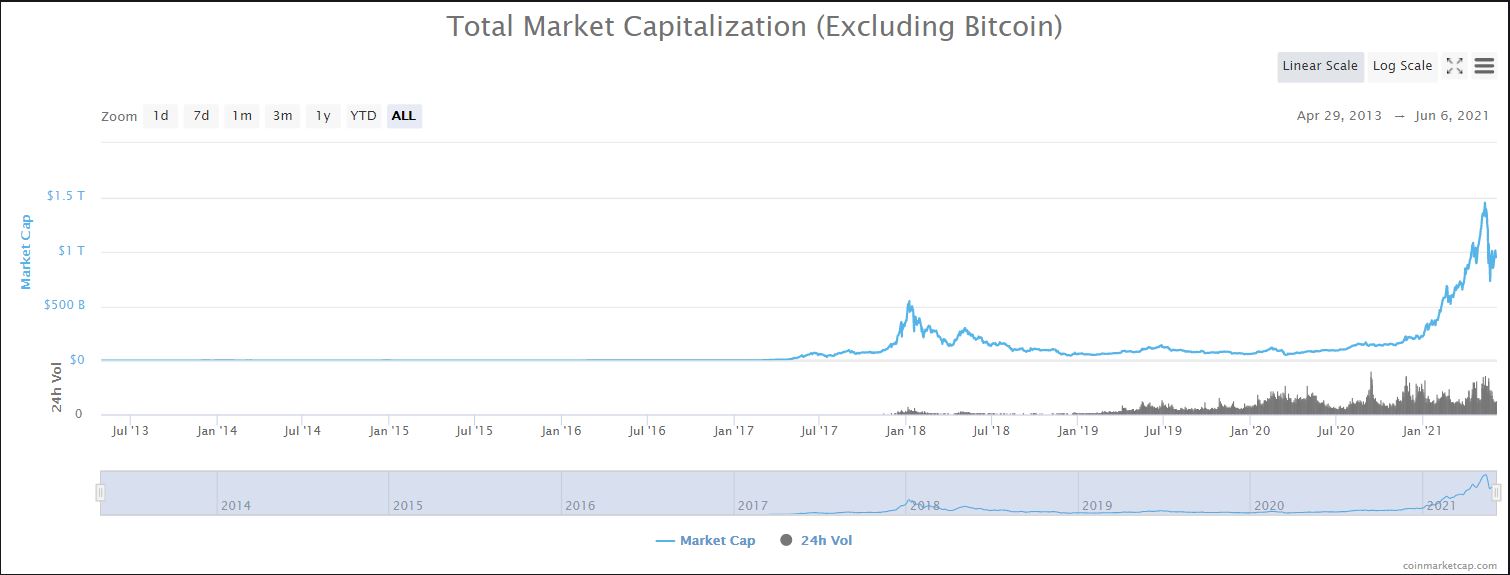 Total Market Capitalization (Excluding Bitcoin)
Linear Scale Log Scale
Zoom 1d 7d 1m 3m 1y YTD ALL Apr 29, 2013 → Jun 6, 2021
Market Cap
$1.5 T
$1 T
$500 B
$0
24h Vol
0
Jul '13 Jan '14 Jul '14 Jan '15 Jul '15 Jan '16 Jul '16 Jan '17 Jul '17 Jan '18 Jul '18 Jan '19 Jul '19 Jan '20 Jul '20 Jan '21
2014 2015 2016 2017 2018 2019 2020 2021
Market Cap 24h Vol
coinmarketcap.com